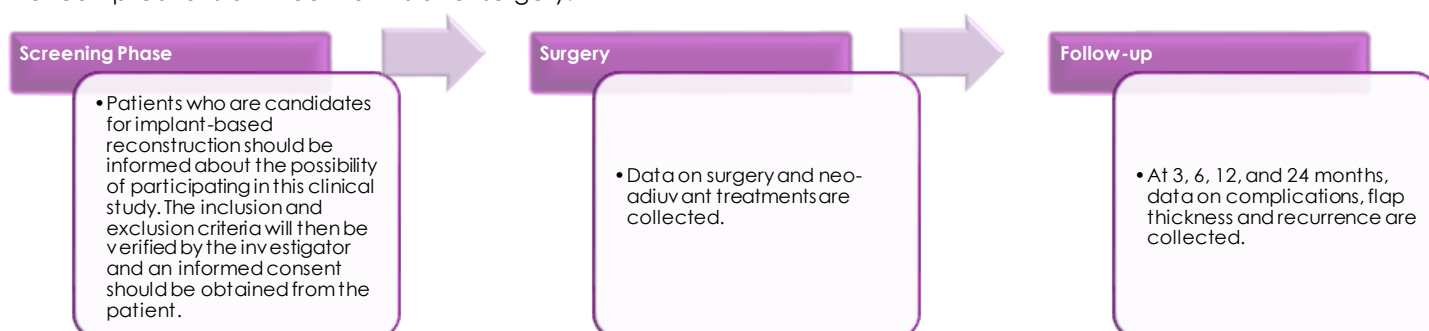 Screening Phase
•Patients who are candidates
for implant-based
reconstruction should be
informed about the possibility
of participating in this clinical
study. The inclusion and
exclusion criteria will then be
verified by the investigator
and an informed consent
should be obtained from the
patient.
Surgery
•Data on surgery and neo-
adiuvant treatments are
collected.
Follow-up
•At 3, 6, 12, and 24 months,
data on complications, flap
thickness and recurrence are
collected.